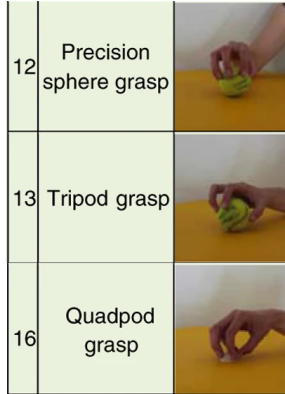 12
Precision
sphere grasp
13
Tripod grasp
16
Quadpod
grasp